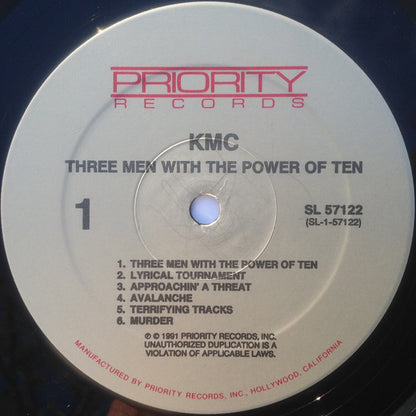 PRIORITY
RECORDS
KMC
THREE MEN WITH THE POWER OF TEN
1
SL 57122
(SL-1-57122)
1. THREE MEN WITH THE POWER OF TEN
2. LYRICAL TOURNAMENT
3. APPROACHIN' A THREAT
4. AVALANCHE
5. TERRIFYING TRACKS
6. MURDER
℗ © 1991 PRIORITY RECORDS, INC.
UNAUTHORIZED DUPLICATION IS A
VIOLATION OF APPLICABLE LAWS.
MANUFACTURED BY PRIORITY RECORDS, INC., HOLLYWOOD, CALIFORNIA